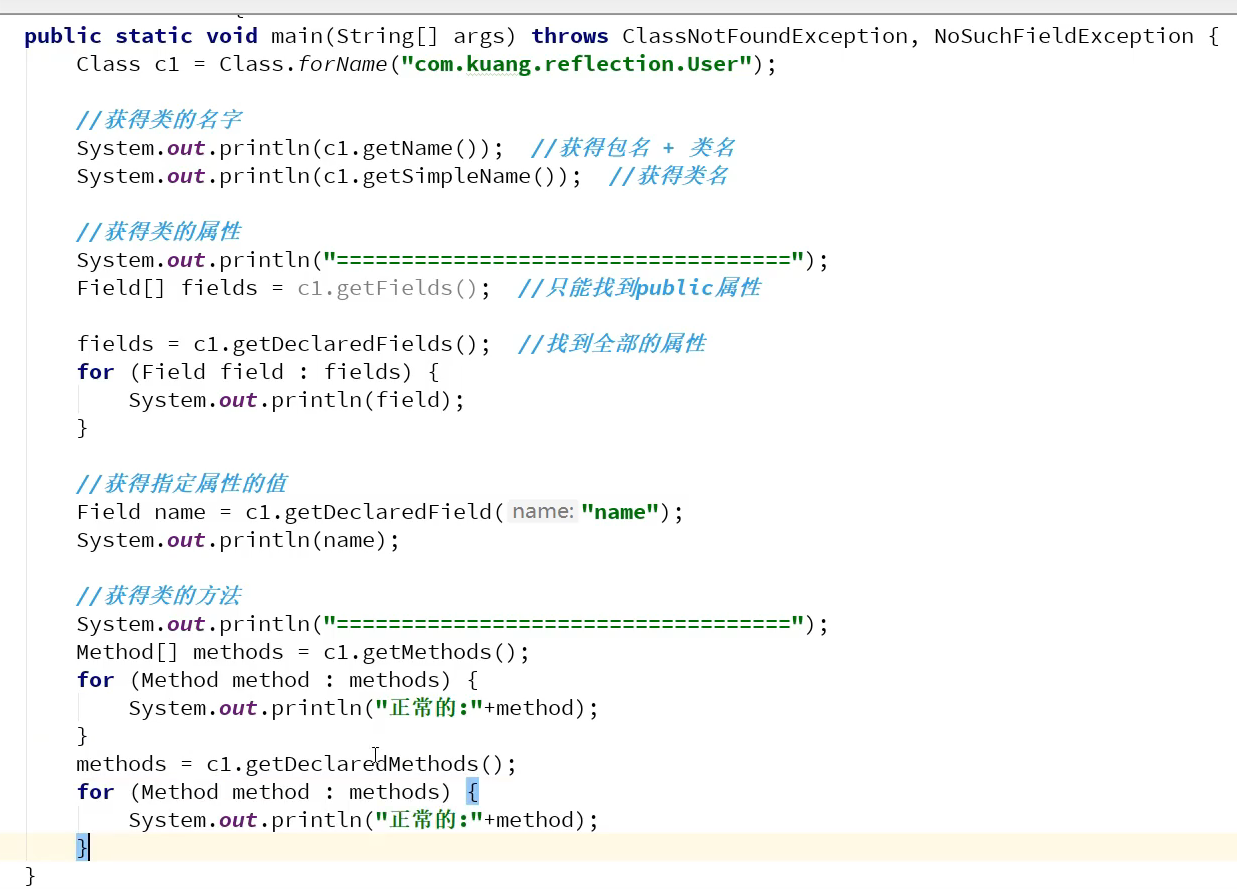 public static void main(String[] args) throws ClassNotFoundException, NoSuchFieldException {
Class c1 = Class.forName("com.kuang.reflection.User");
//获得类的名字
System.out.println(c1.getName()); //获得包名 + 类名
System.out.println(c1.getSimpleName()); //获得类名
//获得类的属性
System.out.println("===================================");
Field[] fields = c1.getFields(); //只能找到public属性
fields = c1.getDeclaredFields(); //找到全部的属性
for (Field field : fields) {
System.out.println(field);
}
//获得指定属性的值
Field name = c1.getDeclaredField( name: "name");
System.out.println(name);
//获得类的方法
System.out.println("===================================");
Method[] methods = c1.getMethods();
for (Method method : methods) {
System.out.println("正常的:"+method);
}
methods = c1.getDeclaredMethods();
for (Method method : methods) {
System.out.println("正常的:"+method);
}
}